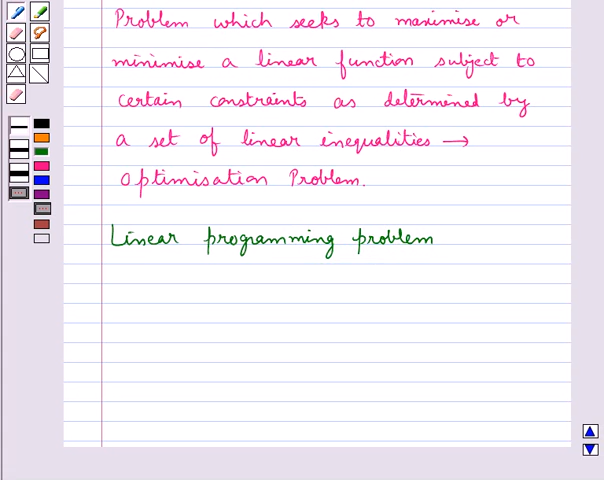 Problem which seeks to maximise or
minimise a linear function subject to
certain constraints as determined by
a set of linear inequalities →
Optimisation Problem.
Linear programming problem